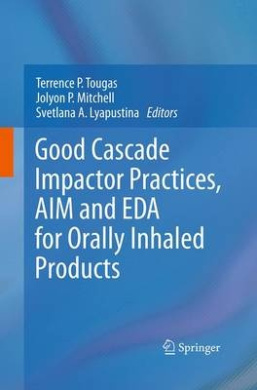 Terrence P. Tougas
Jolyon P. Mitchell
Svetlana A. Lyapustina Editors
Good Cascade
Impactor Practices,
AIM and EDA
for Orally Inhaled
Products
Springer